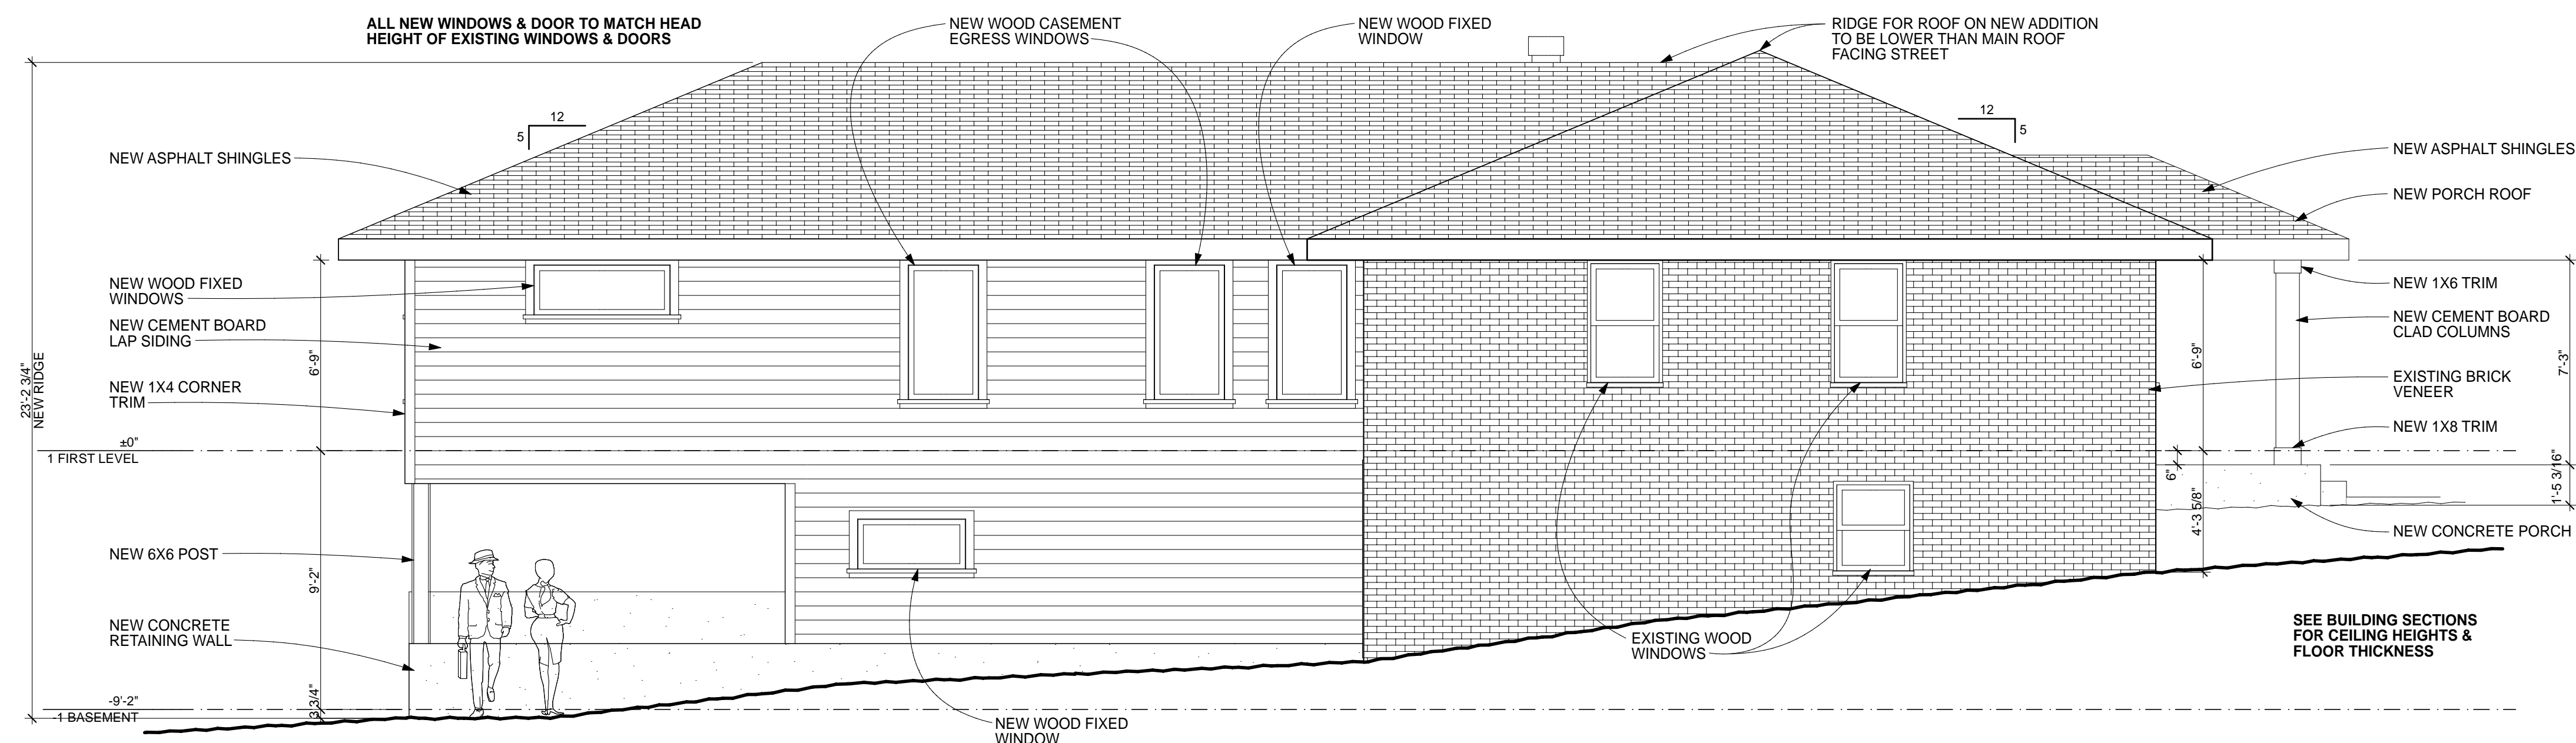 ALL NEW WINDOWS & DOOR TO MATCH HEAD
HEIGHT OF EXISTING WINDOWS & DOORS
NEW WOOD CASEMENT
EGRESS WINDOWS
NEW WOOD FIXED
WINDOW
RIDGE FOR ROOF ON NEW ADDITION
TO BE LOWER THAN MAIN ROOF
FACING STREET
12
5
12
5
NEW ASPHALT SHINGLES
NEW WOOD FIXED
WINDOWS
NEW CEMENT BOARD
LAP SIDING
NEW 1X4 CORNER
TRIM
23'-2 3/4"
NEW RIDGE
6'-9"
±0"
1 FIRST LEVEL
NEW 6X6 POST
9'-2"
NEW CONCRETE
RETAINING WALL
-9'-2"
-1 BASEMENT
3 3/4"
NEW WOOD FIXED
WINDOW
EXISTING WOOD
WINDOWS
NEW ASPHALT SHINGLES
NEW PORCH ROOF
NEW 1X6 TRIM
NEW CEMENT BOARD
CLAD COLUMNS
EXISTING BRICK
VENEER
NEW 1X8 TRIM
6'-9"
7'-3"
6"
4'-3 5/8"
1'-5 3/16"
NEW CONCRETE PORCH
SEE BUILDING SECTIONS
FOR CEILING HEIGHTS &
FLOOR THICKNESS